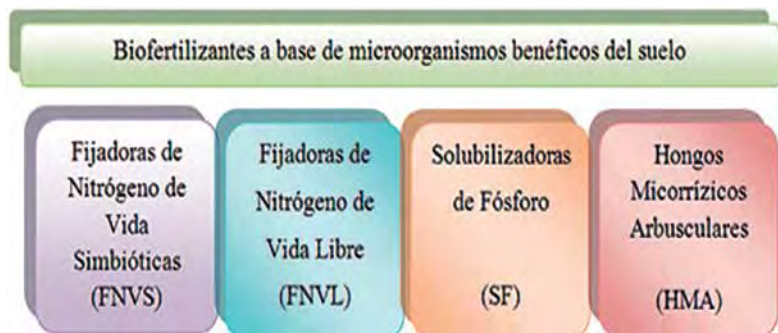 Biofertilizantes a base de microorganismos benéficos del suelo
Fijadoras de
Nitrógeno de
Vida
Simbióticas
(FNVS)
Fijadoras de
Nitrógeno de
Vida Libre
(FNVL)
Solubilizadoras
de Fósforo
(SF)
Hongos
Micorrízicos
Arbusculares
(HMA)